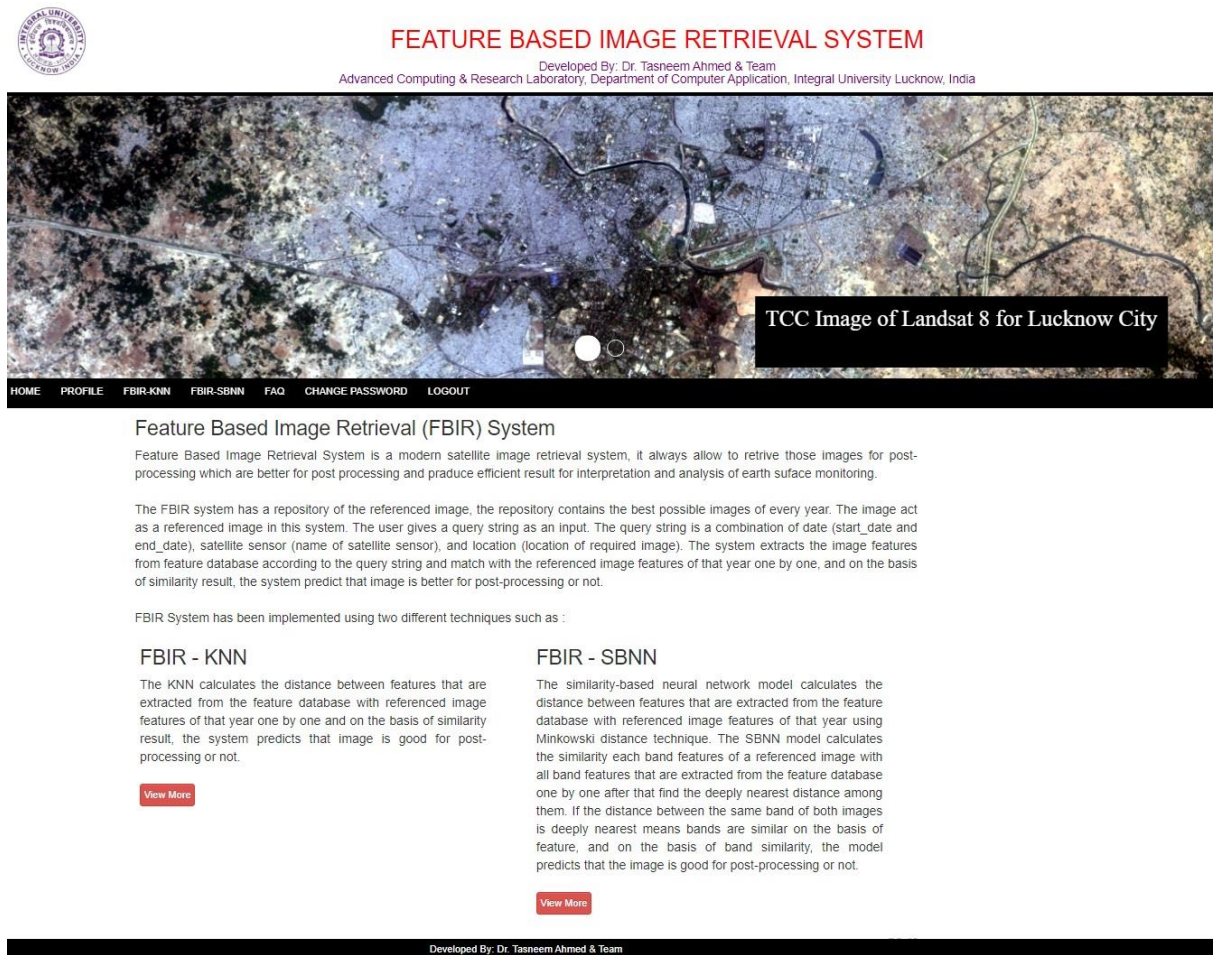 INTEGRAL UNIVERSITY
LUCKNOW-INDIA
FEATURE BASED IMAGE RETRIEVAL SYSTEM
Developed By: Dr. Tasneem Ahmed & Team
Advanced Computing & Research Laboratory, Department of Computer Application, Integral University Lucknow, India
TCC Image of Landsat 8 for Lucknow City
HOME PROFILE FBIR-KNN FBIR-SBNN FAQ CHANGE PASSWORD LOGOUT
Feature Based Image Retrieval (FBIR) System
Feature Based Image Retrieval System is a modern satellite image retrieval system, it always allow to retrive those images for post-
processing which are better for post processing and praduce efficient result for interpretation and analysis of earth suface monitoring.
The FBIR system has a repository of the referenced image, the repository contains the best possible images of every year. The image act
as a referenced image in this system. The user gives a query string as an input. The query string is a combination of date (start_date and
end_date), satellite sensor (name of satellite sensor), and location (location of required image). The system extracts the image features
from feature database according to the query string and match with the referenced image features of that year one by one, and on the basis
of similarity result, the system predict that image is better for post-processing or not.
FBIR System has been implemented using two different techniques such as :
FBIR - KNN
The KNN calculates the distance between features that are
extracted from the feature database with referenced image
features of that year one by one and on the basis of similarity
result, the system predicts that image is good for post-
processing or not.
View More
FBIR - SBNN
The similarity-based neural network model calculates the
distance between features that are extracted from the feature
database with referenced image features of that year using
Minkowski distance technique. The SBNN model calculates
the similarity each band features of a referenced image with
all band features that are extracted from the feature database
one by one after that find the deeply nearest distance among
them. If the distance between the same band of both images
is deeply nearest means bands are similar on the basis of
feature, and on the basis of band similarity, the model
predicts that the image is good for post-processing or not.
View More
Developed By: Dr. Tasneem Ahmed & Team